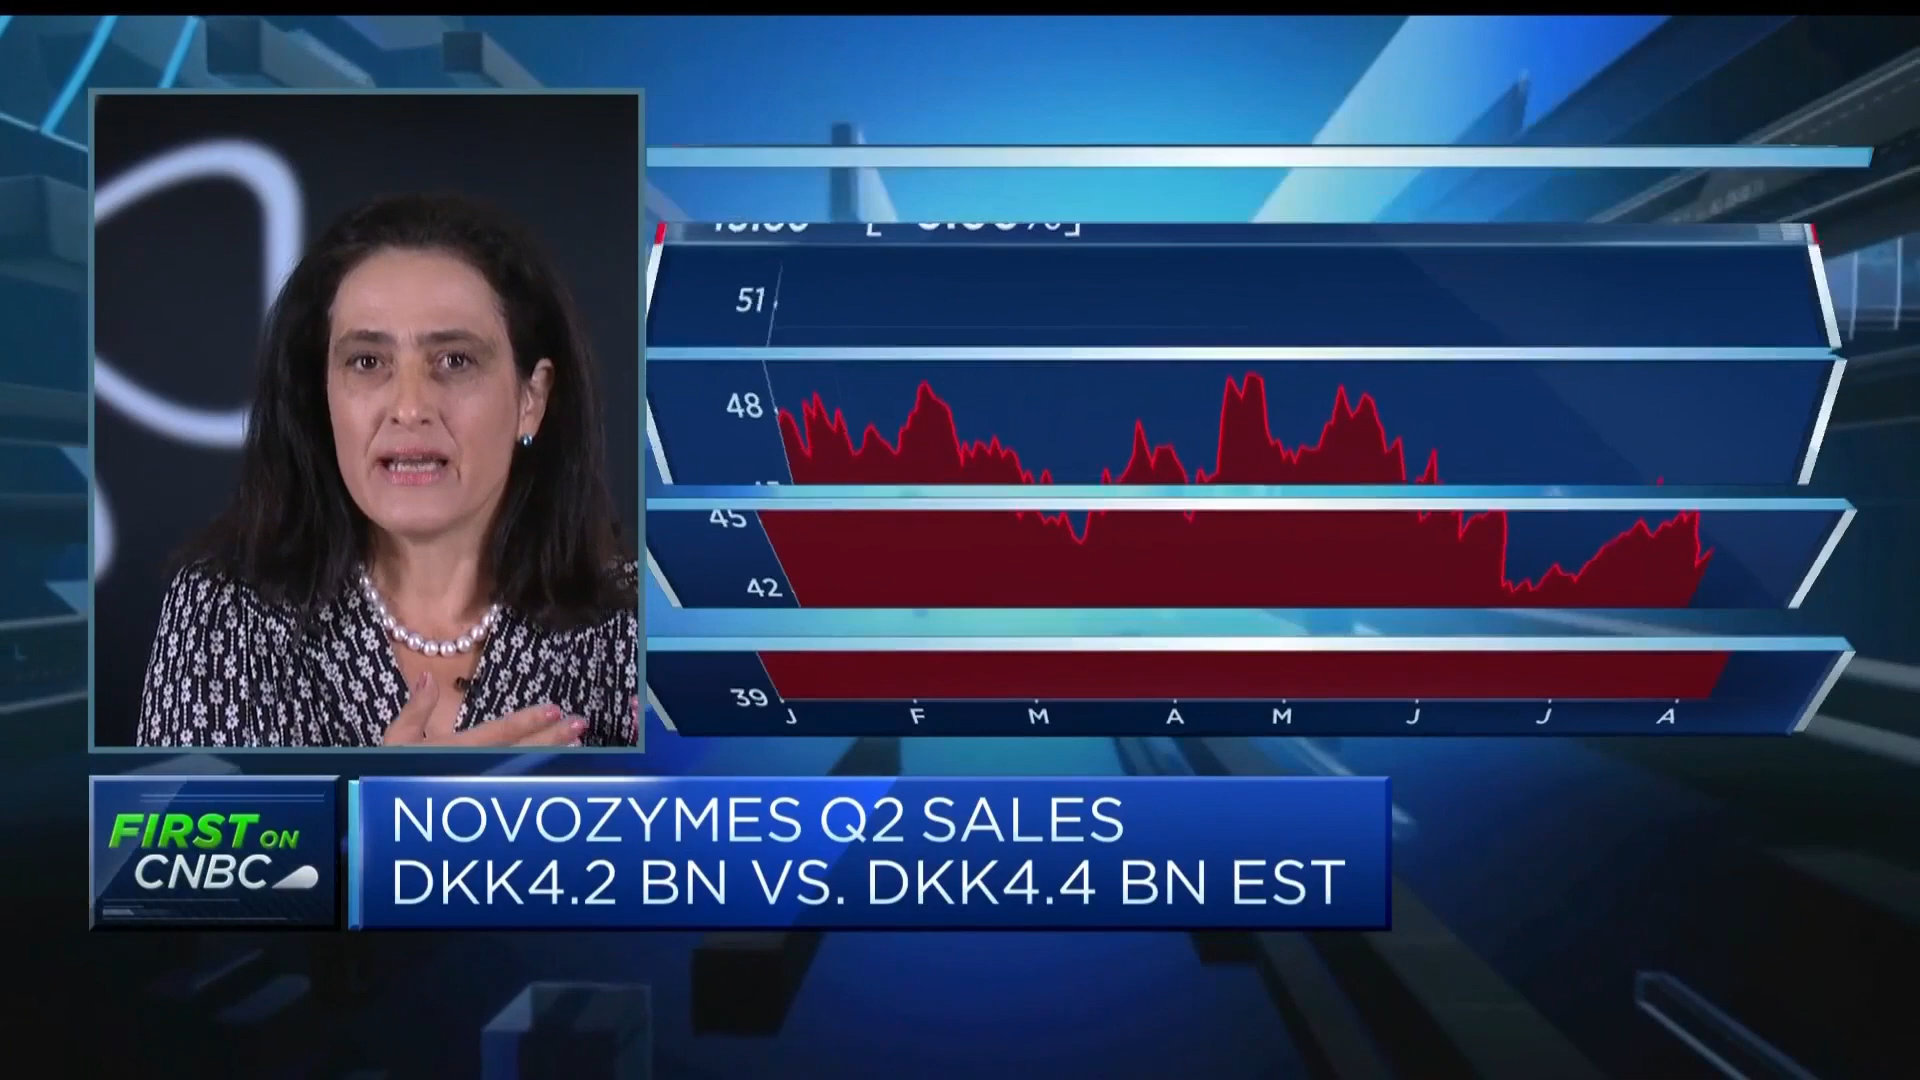 51
48
45
42
39
J F M A M J J A
FIRST ON
CNBC
NOVOZYMES Q2 SALES
DKK4.2 BN VS. DKK4.4 BN EST